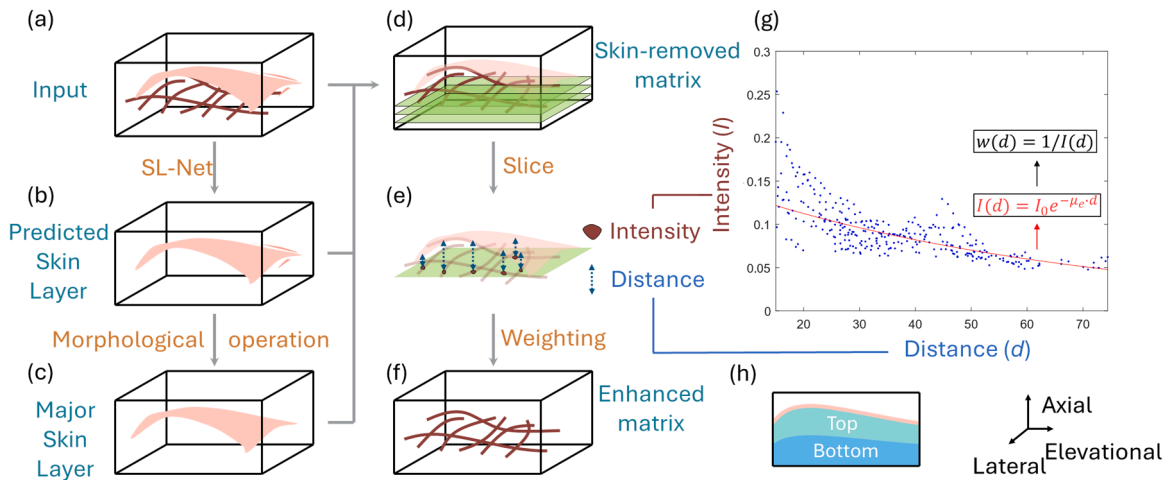 (a)
Input
SL-Net
(b)
Predicted
Skin
Layer
Morphological operation
(c)
Major
Skin
Layer
(d)
Skin-removed
matrix
Slice
(e)
Intensity
Distance
Weighting
(f)
Enhanced
matrix
(g)
0.3
0.25
0.2
0.15
0.1
0.05
0
Intensity (I)
w(d) = 1/I(d)
I(d) = I₀e^{-μₑ·d}
20 30 40 50 60 70
Distance (d)
(h)
Top
Bottom
Axial
Elevational
Lateral